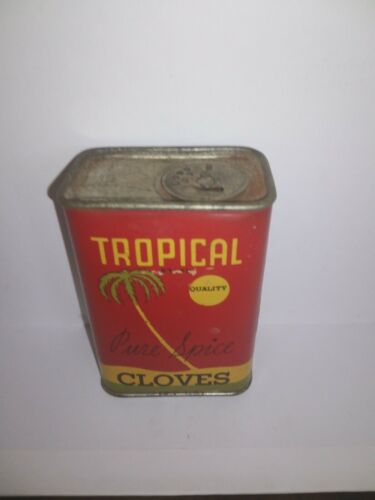 TROPICAL
QUALITY
Pure Spice
CLOVES